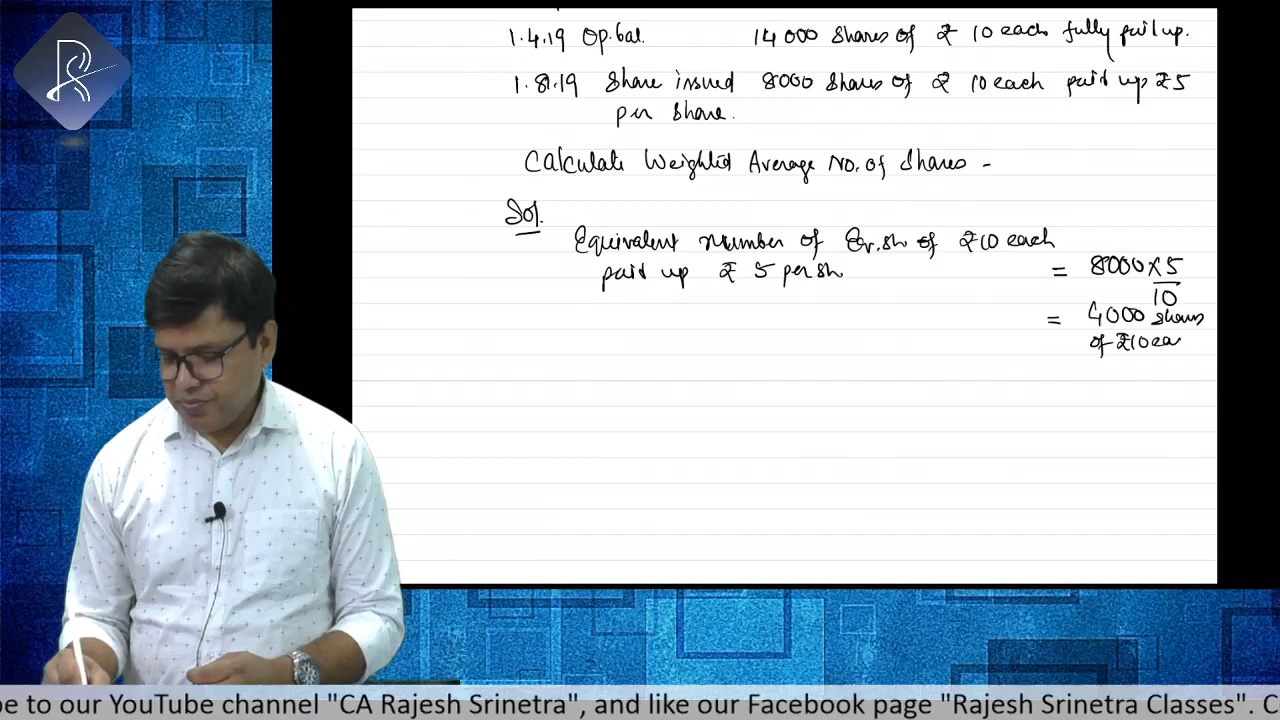 1.4.19 Op.bal. 14000 shares of ₹ 10 each fully paid up.
1.8.19 Share issued 8000 shares of ₹ 10 each paid up ₹5
per share.
Calculate Weighted Average No. of shares -
Sol.
Equivalent number of Eq.sh of ₹10 each
paid up ₹ 5 per sh = 8000 X 5
10
= 4000 shares
of ₹10 ea
be to our YouTube channel "CA Rajesh Srinetra", and like our Facebook page "Rajesh Srinetra Classes". C